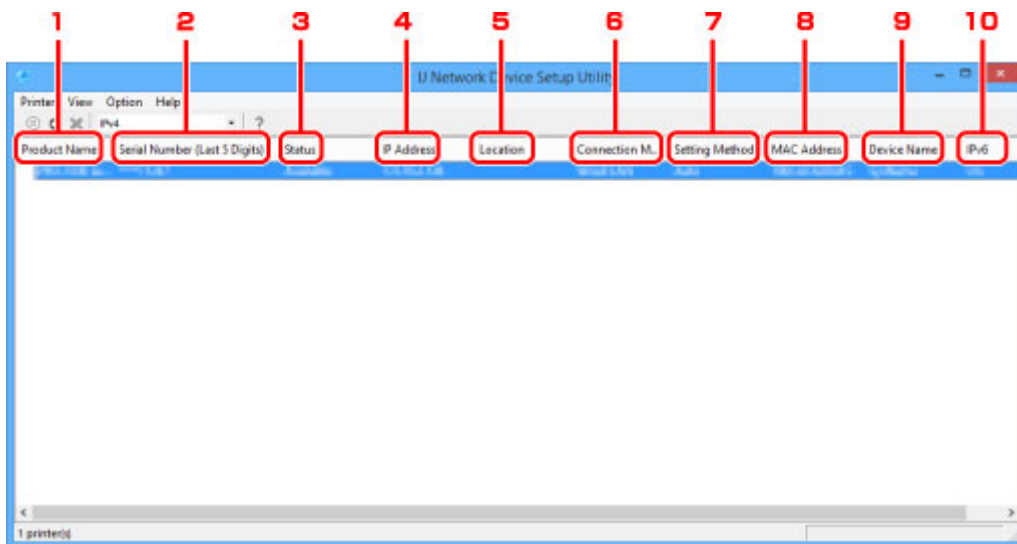 1 2 3 4 5 6 7 8 9 10
IJ Network Device Setup Utility
Printer View Option Help
IPv4 ?
Product Name Serial Number (Last 5 Digits) Status IP Address Location Connection M... Setting Method MAC Address Device Name IPv6
1 printer(s)